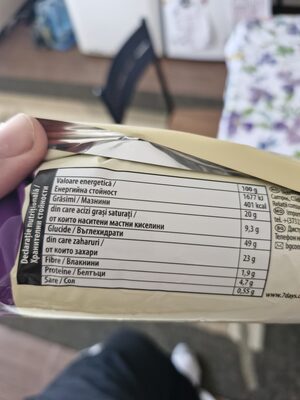 Declarație nutrițională /
Хранителни стойности
100 g
Valoare energetică /
Енергийна стойност
1677 kJ
401 kcal
Grăsimi / Мазнини
20 g
din care acizi grași saturați /
от които наситени мастни киселини
9,3 g
Glucide / Въглехидрати
49 g
din care zaharuri /
от които захари
23 g
Fibre / Влакнини
1,9 g
Proteine / Белтъци
4,7 g
Sare / Сол
0,55 g
www.7days.